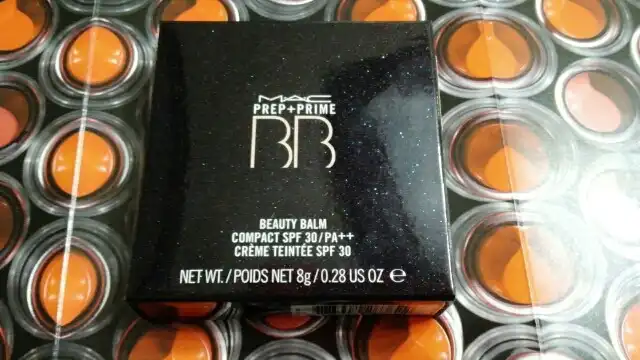 MAC
PREP+PRIME
BB
BEAUTY BALM
COMPACT SPF 30/PA++
CRÈME TEINTÉE SPF 30
NET WT./POIDS NET 8g/0.28 US OZ ℮